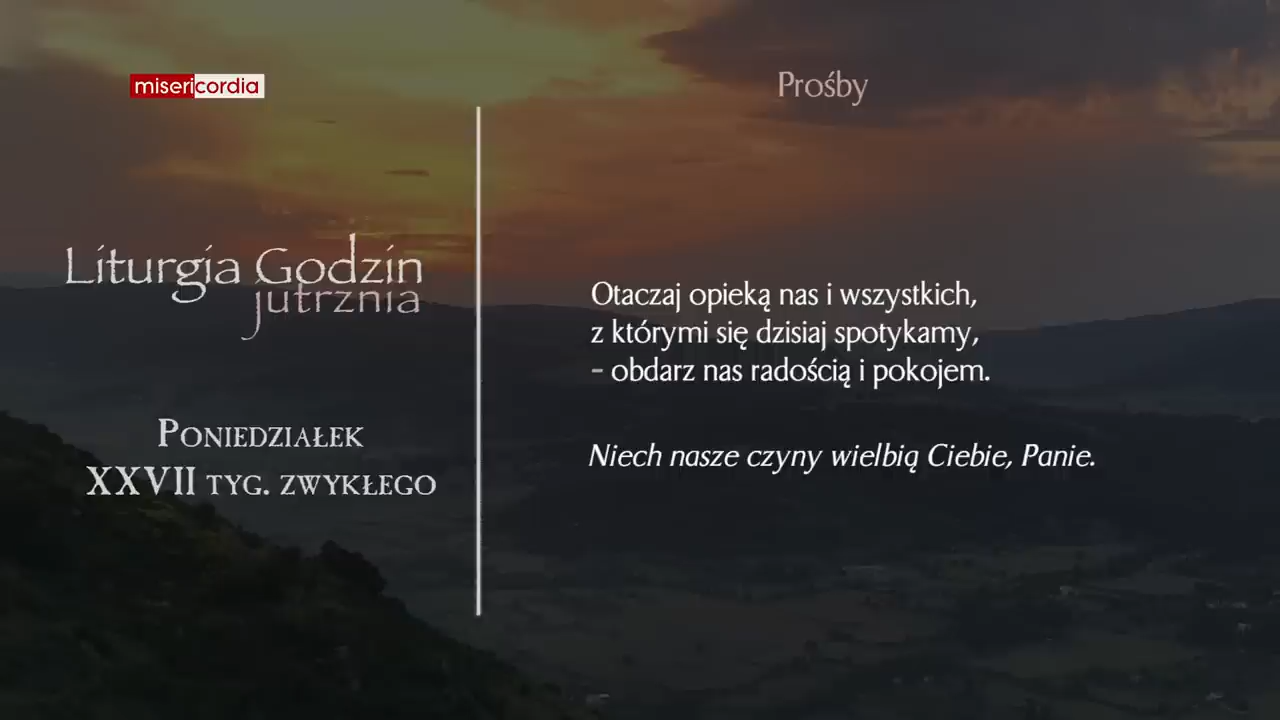 misericordia
Liturgia Godzin
jutrznia
Poniedziałek
XXVII tyg. zwykłego
Prośby
Otaczaj opieką nas i wszystkich,
z którymi się dzisiaj spotykamy,
- obdarz nas radością i pokojem.
Niech nasze czyny wielbią Ciebie, Panie.